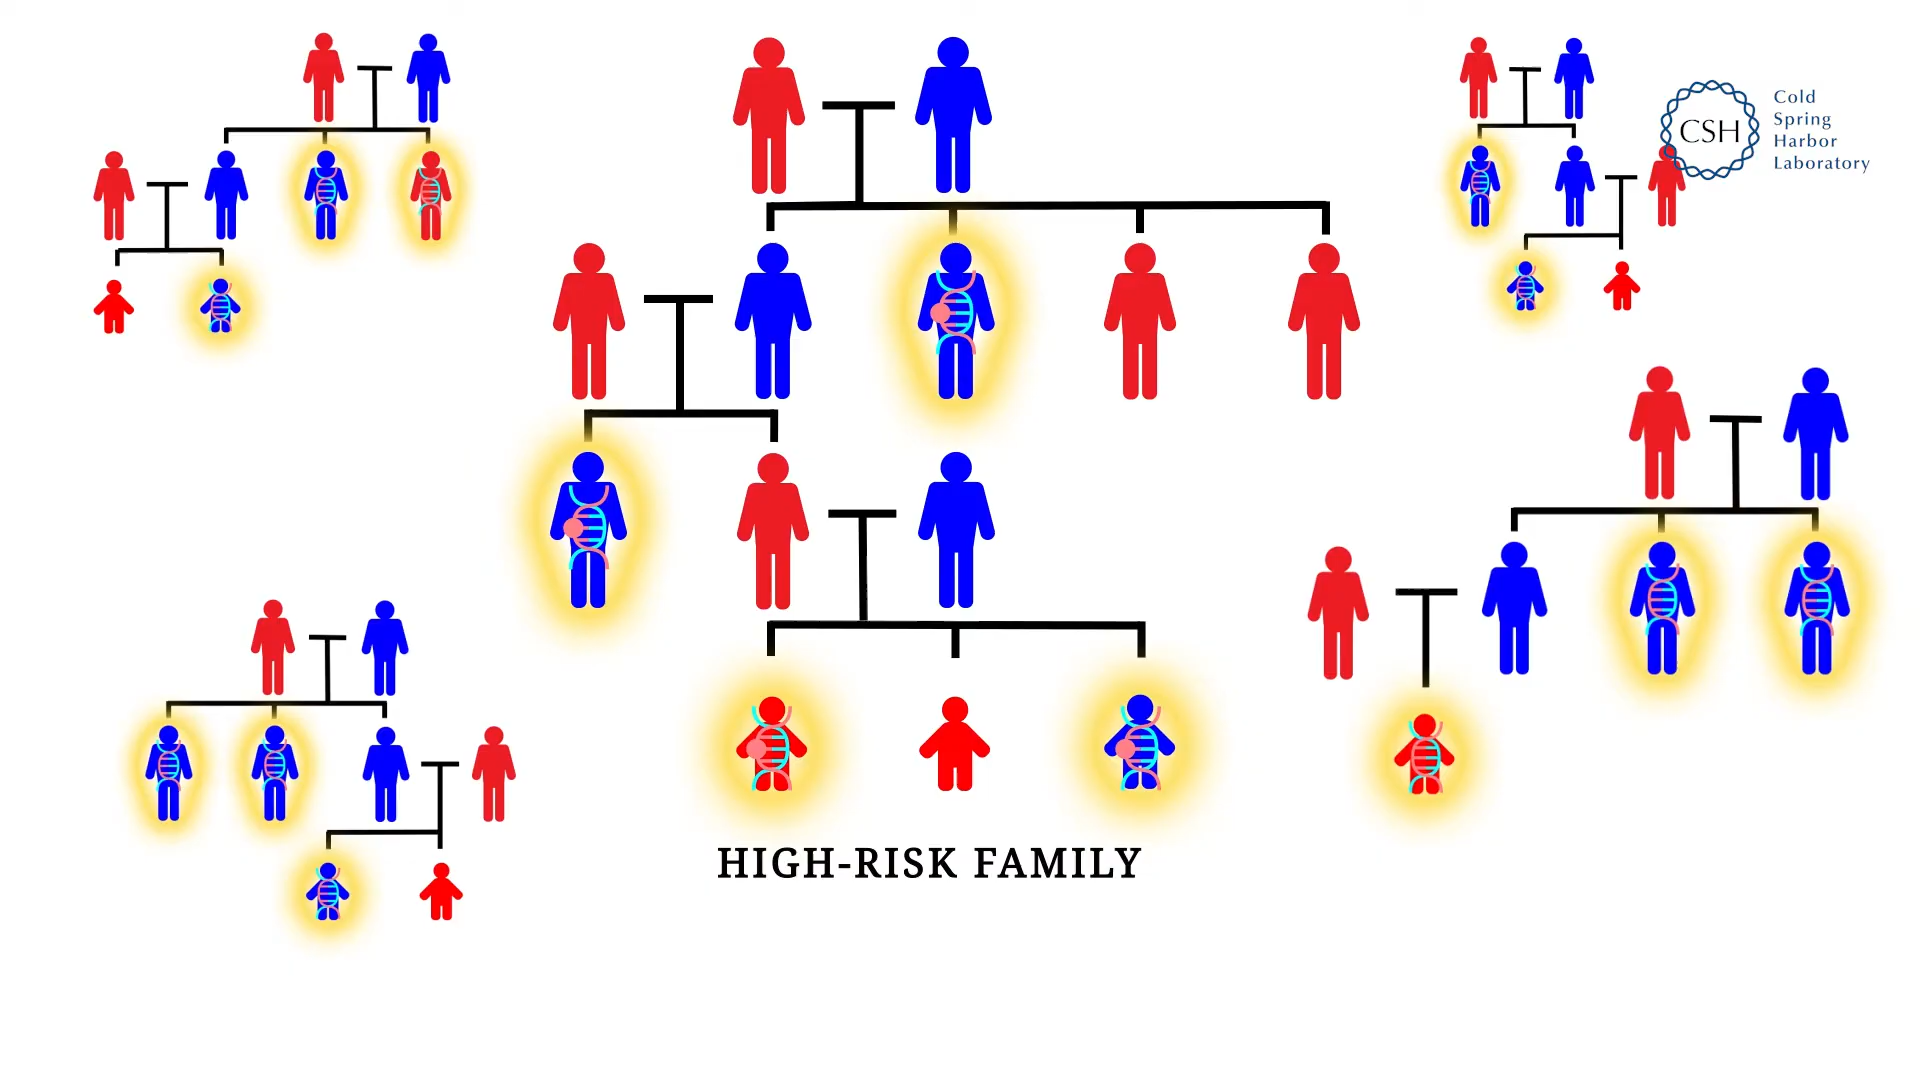 CSH
Cold
Spring
Harbor
Laboratory
HIGH-RISK FAMILY